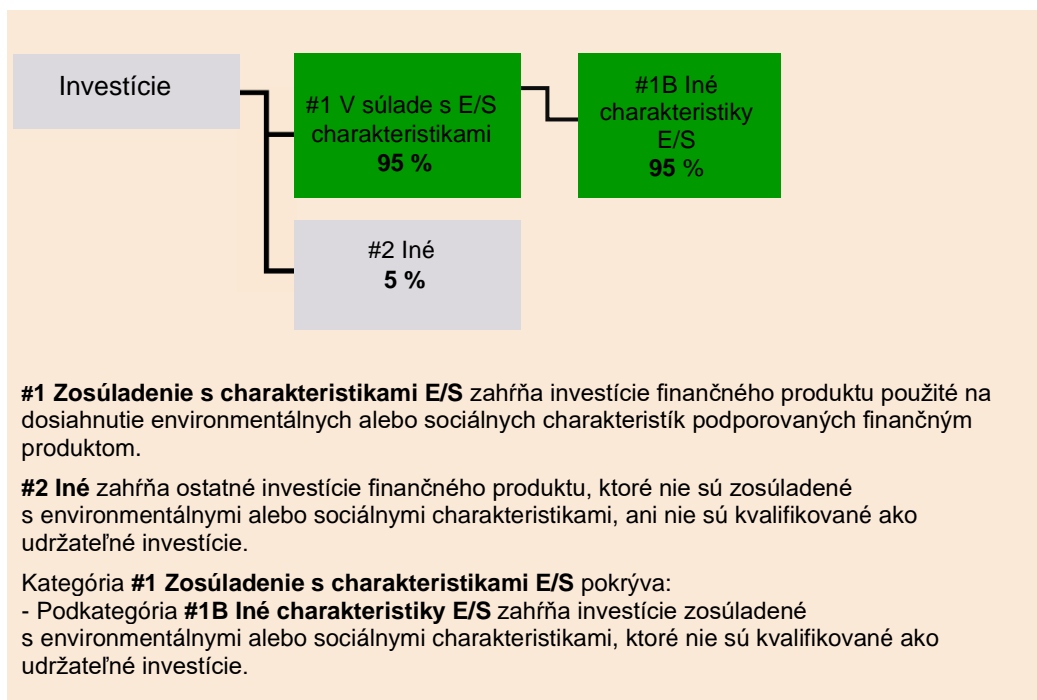 Investície
#1 V súlade s E/S
charakteristikami
95 %
#1B Iné
charakteristiky
E/S
95 %
#2 Iné
5 %
#1 Zosúladenie s charakteristikami E/S zahŕňa investície finančného produktu použité na
dosiahnutie environmentálnych alebo sociálnych charakteristík podporovaných finančným
produktom.
#2 Iné zahŕňa ostatné investície finančného produktu, ktoré nie sú zosúladené
s environmentálnymi alebo sociálnymi charakteristikami, ani nie sú kvalifikované ako
udržateľné investície.
Kategória #1 Zosúladenie s charakteristikami E/S pokrýva:
- Podkategória #1B Iné charakteristiky E/S zahŕňa investície zosúladené
s environmentálnymi alebo sociálnymi charakteristikami, ktoré nie sú kvalifikované ako
udržateľné investície.